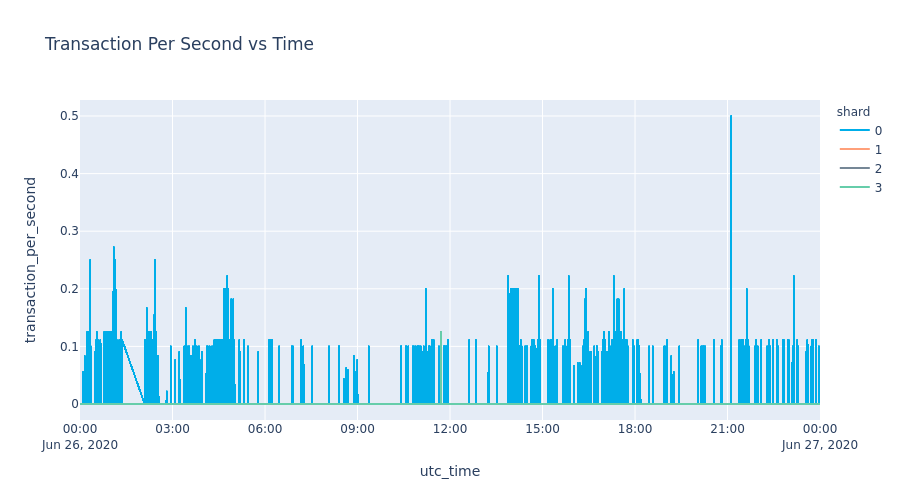 Transaction Per Second vs Time
transaction_per_second
0.5
0.4
0.3
0.2
0.1
0
shard
0
1
2
3
00:00 03:00 06:00 09:00 12:00 15:00 18:00 21:00 00:00
Jun 26, 2020 Jun 27, 2020
utc_time